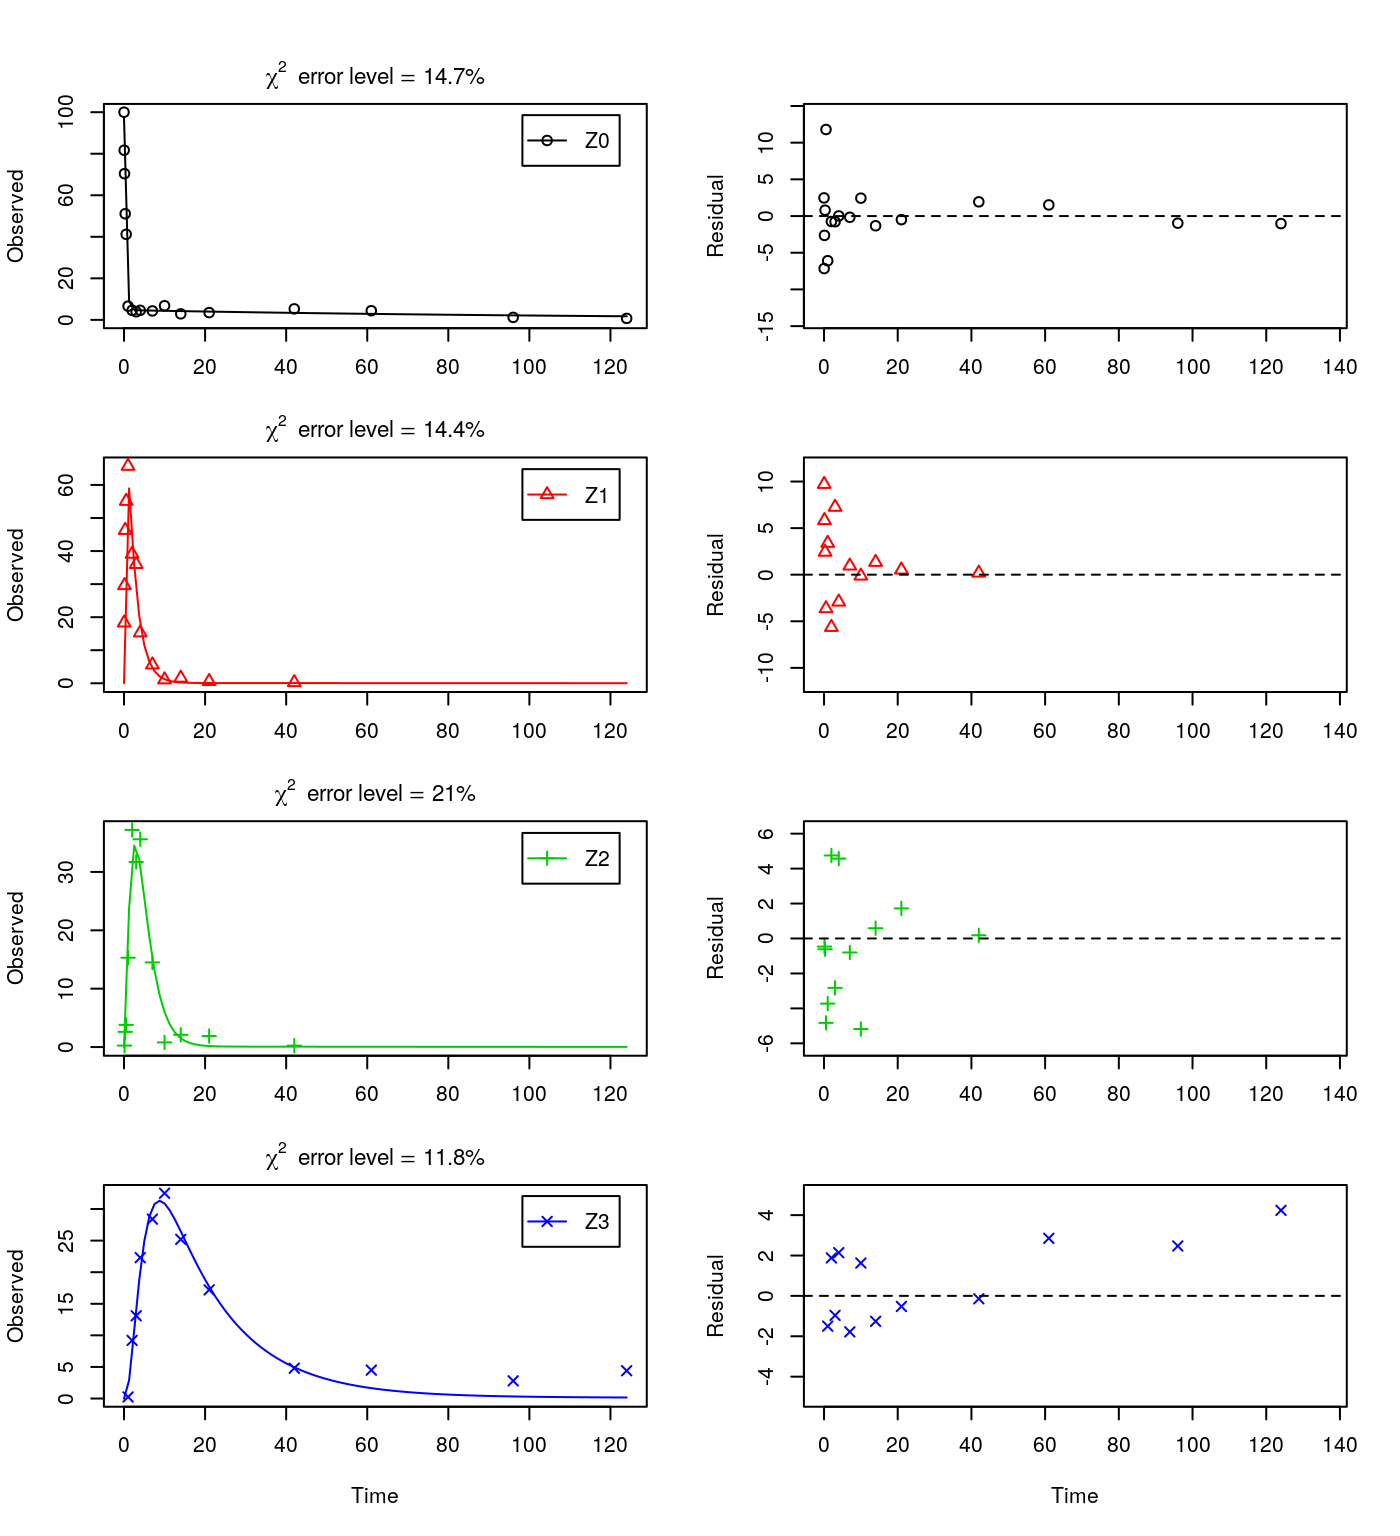 χ² error level = 14.7%
Observed
0 20 60 100
Z0
0 20 40 60 80 100 120
Residual
-15 -5 0 5 10
0 20 40 60 80 100 120 140
χ² error level = 14.4%
Observed
0 20 40 60
Z1
0 20 40 60 80 100 120
Residual
-10 -5 0 5 10
0 20 40 60 80 100 120 140
χ² error level = 21%
Observed
0 10 20 30
Z2
0 20 40 60 80 100 120
Residual
-6 -2 0 2 4 6
0 20 40 60 80 100 120 140
χ² error level = 11.8%
Observed
0 5 15 25
Z3
0 20 40 60 80 100 120
Time
Residual
-4 -2 0 2 4
0 20 40 60 80 100 120 140
Time